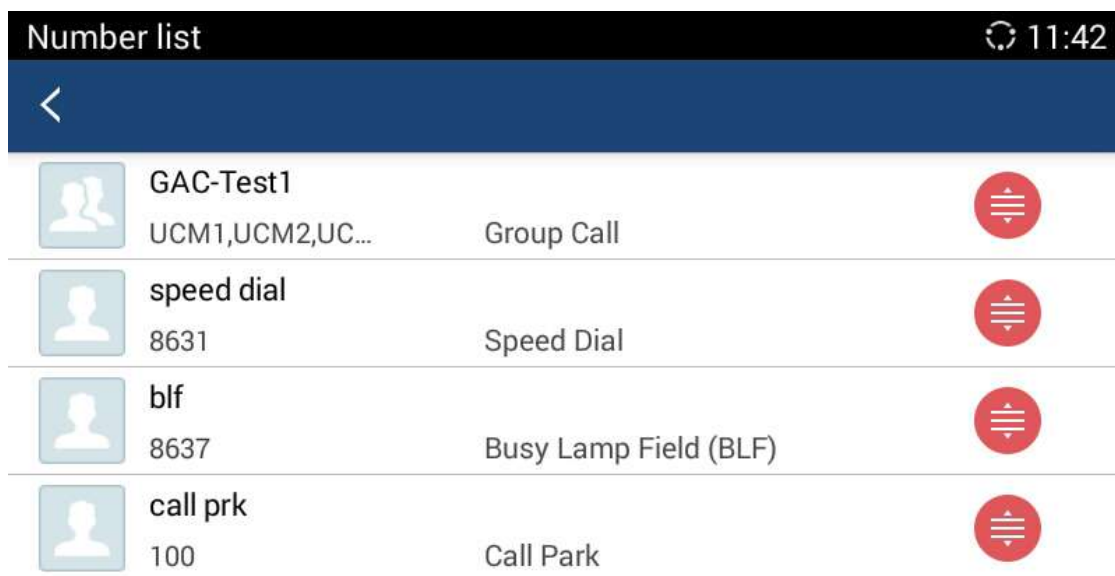 Number list 11:42
GAC-Test1
UCM1,UCM2,UC... Group Call
speed dial
8631 Speed Dial
blf
8637 Busy Lamp Field (BLF)
call prk
100 Call Park